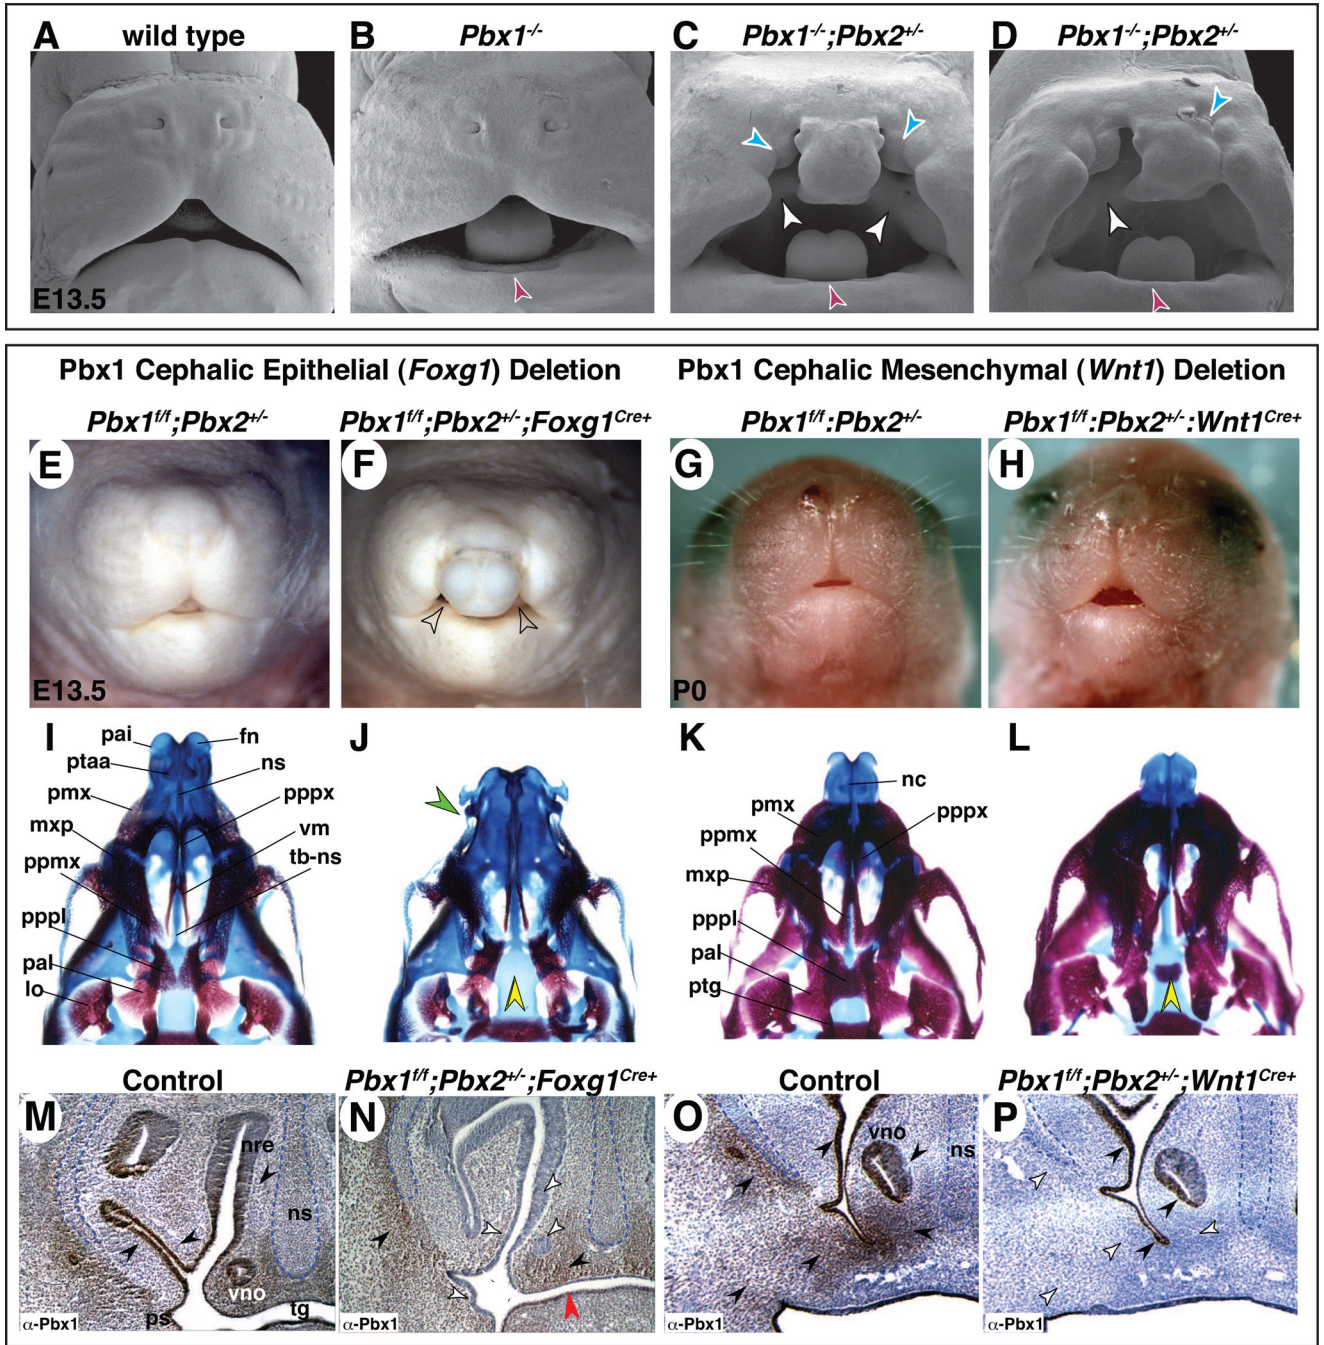 A wild type B Pbx1-/- C Pbx1-/-;Pbx2+/- D Pbx1-/-;Pbx2+/-
E13.5
Pbx1 Cephalic Epithelial (Foxg1) Deletion Pbx1 Cephalic Mesenchymal (Wnt1) Deletion
Pbx1f/f;Pbx2+/- Pbx1f/f;Pbx2+/-;Foxg1Cre+ Pbx1f/f:Pbx2+/- Pbx1f/f:Pbx2+/-:Wnt1Cre+
E F G H
E13.5 P0
I J K L
pai fn
ptaa ns
pmx pppx
mxp vm
ppmx tb-ns
pppl
pal
lo
nc
pmx pppx
ppmx
mxp
pppl
pal
ptg
Control Pbx1f/f;Pbx2+/-;Foxg1Cre+ Control Pbx1f/f;Pbx2+/-;Wnt1Cre+
M N O P
nre vno
ns ns
vno
ps tg
α-Pbx1 α-Pbx1 α-Pbx1 α-Pbx1